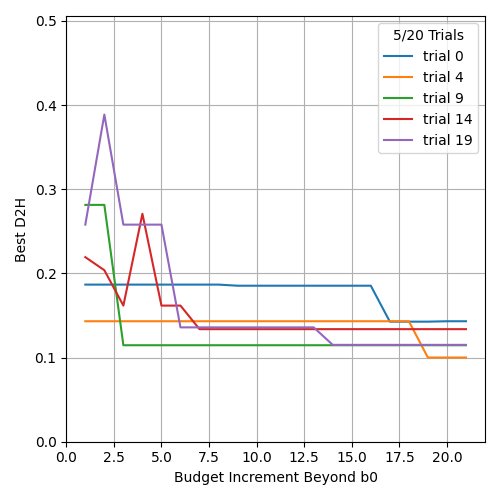 5/20 Trials
trial 0
trial 4
trial 9
trial 14
trial 19
0.5
0.4
0.3
0.2
0.1
0.0
Best D2H
0.0 2.5 5.0 7.5 10.0 12.5 15.0 17.5 20.0
Budget Increment Beyond b0